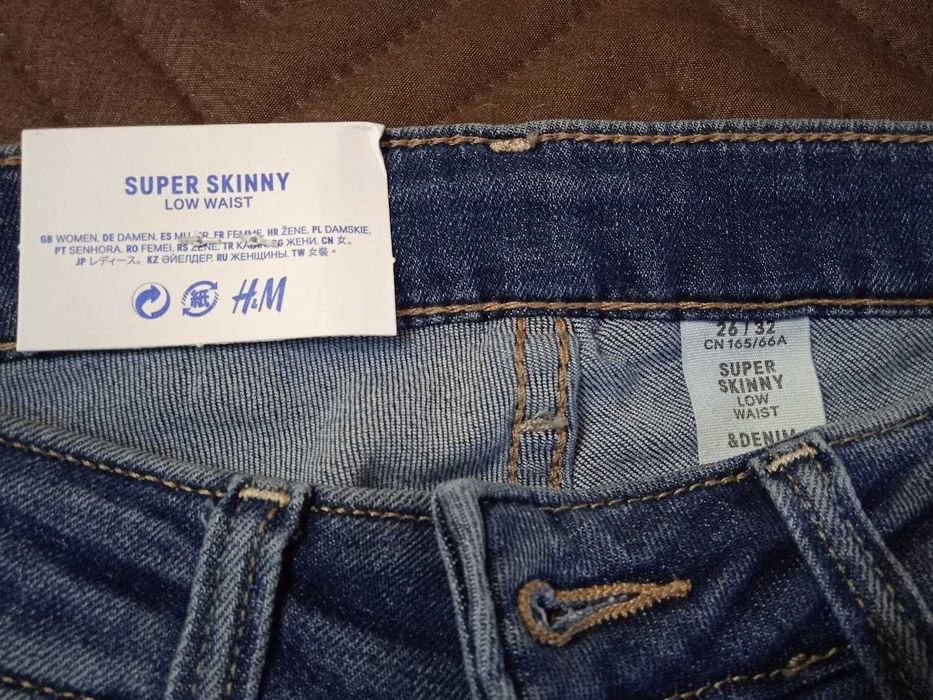 SUPER SKINNY
LOW WAIST
GB WOMEN. DE DAMEN. ES FR FEMME. HR ŽENE. PL DAMSKIE.
PT SENHORA. RO FEMEI. RS ŽENE. TR BG ЖЕНИ. CN 女。
JP レディース。 KZ ӘЙЕЛДЕР. RU ЖЕНЩИНЫ. TW 女裝。
紙 H&M
26 / 32
CN 165/66A
SUPER
SKINNY
LOW
WAIST
&DENIM